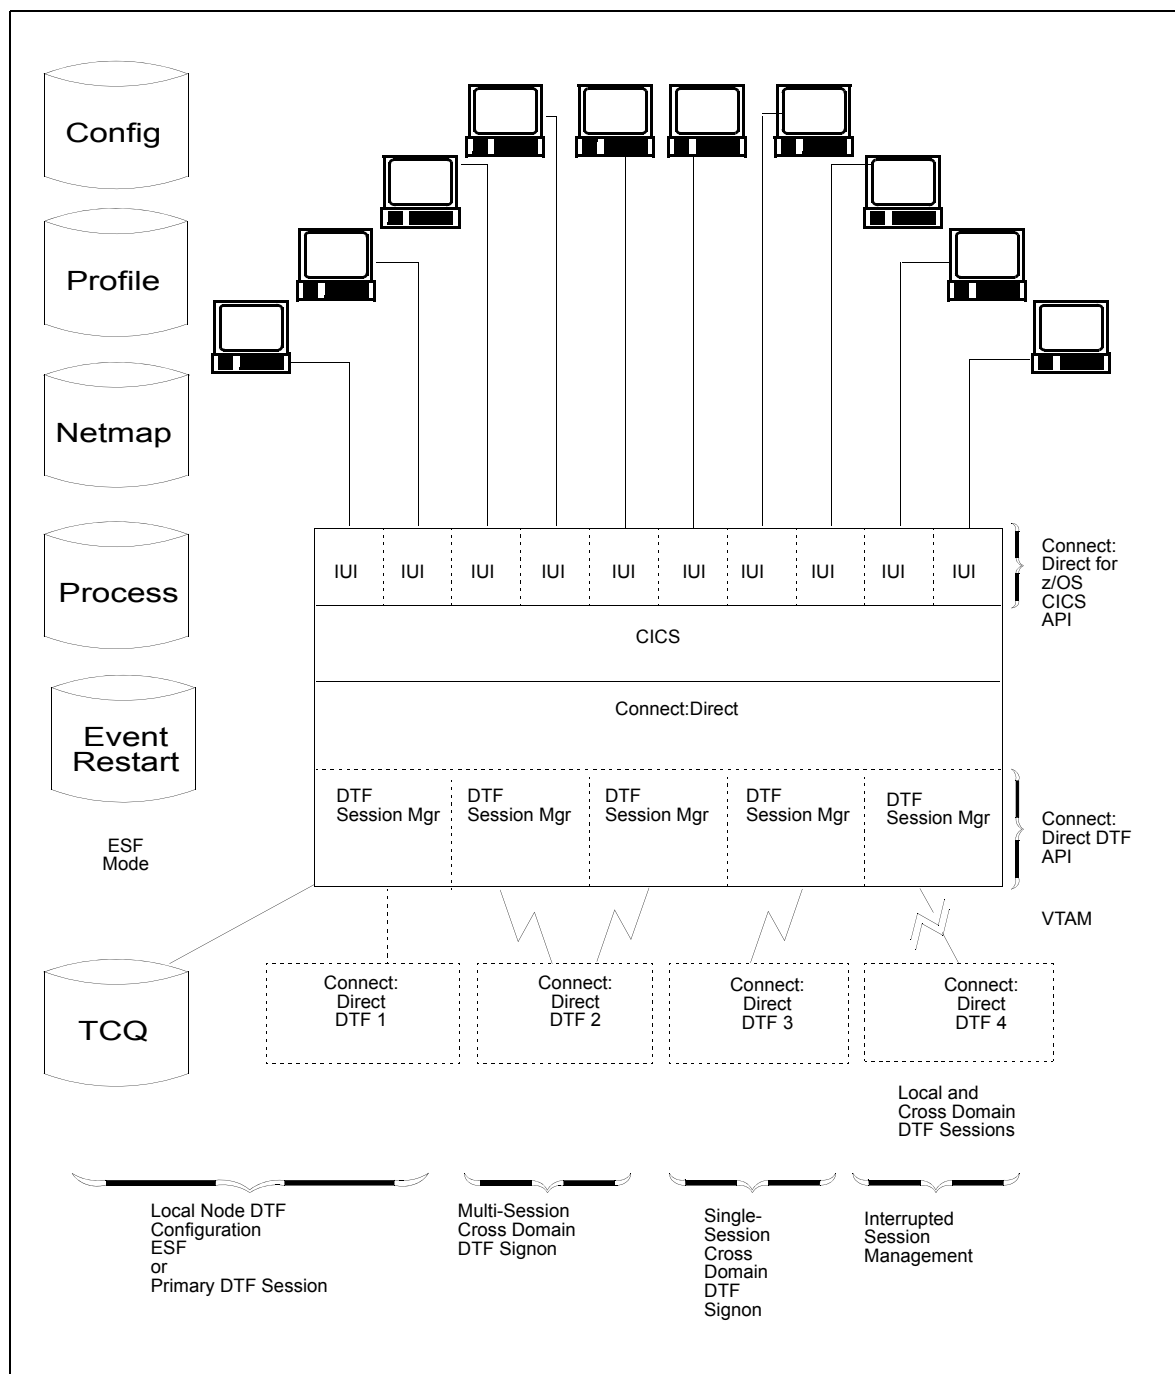 Config
Profile
Netmap
Process
Event
Restart
ESF
Mode
TCQ
IUI IUI IUI IUI IUI IUI IUI IUI IUI IUI
Connect:
Direct for
z/OS
CICS
API
CICS
Connect:Direct
DTF
Session Mgr
DTF
Session Mgr
DTF
Session Mgr
DTF
Session Mgr
DTF
Session Mgr
Connect:
Direct DTF
API
VTAM
Connect:
Direct
DTF 1
Connect:
Direct
DTF 2
Connect:
Direct
DTF 3
Connect:
Direct
DTF 4
Local and
Cross Domain
DTF Sessions
Local Node DTF
Configuration
ESF
or
Primary DTF Session
Multi-Session
Cross Domain
DTF Signon
Single-
Session
Cross
Domain
DTF
Signon
Interrupted
Session
Management